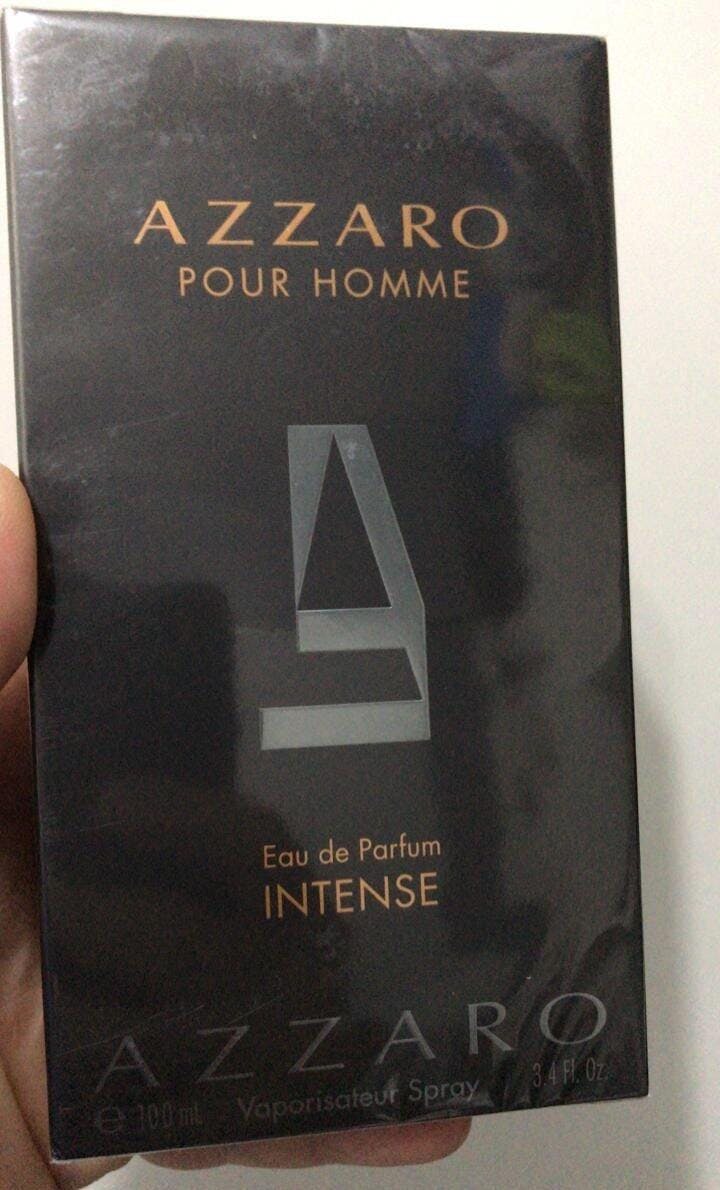 AZZARO
POUR HOMME
Eau de Parfum
INTENSE
AZZARO
e 100 mL Vaporisateur Spray 3.4 Fl. Oz.